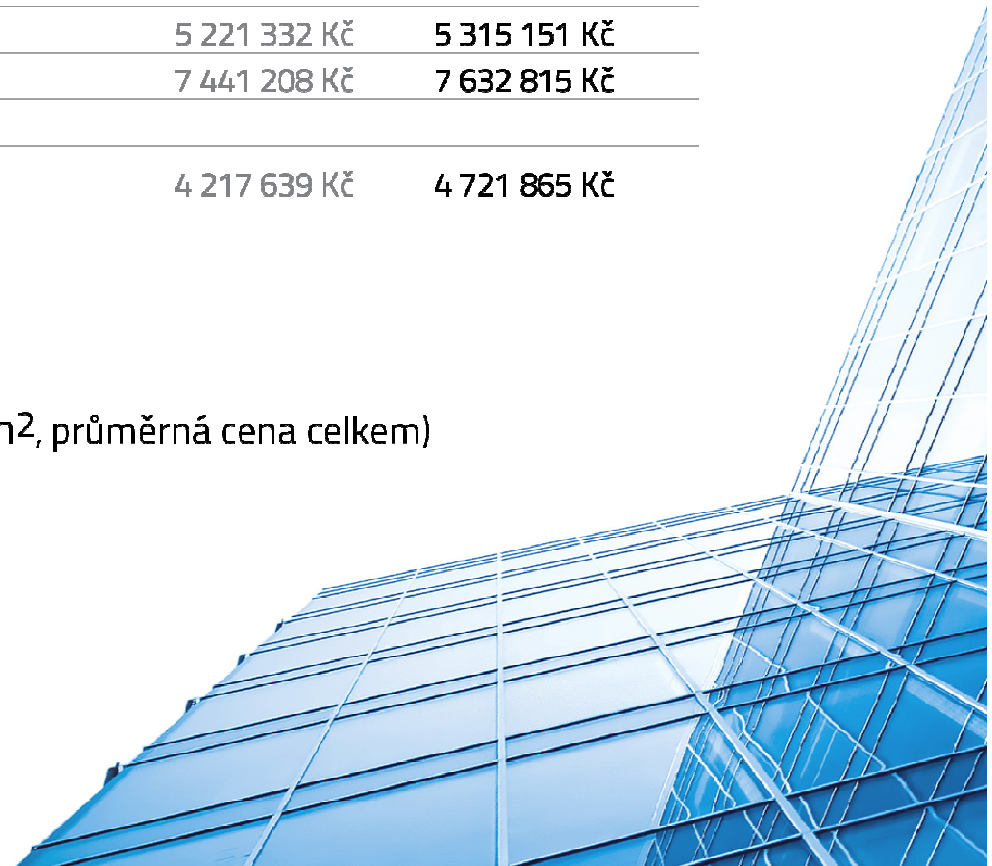 5 221 332 Kč 5 315 151 Kč
7 441 208 Kč 7 632 815 Kč
4 217 639 Kč 4 721 865 Kč
m2, průměrná cena celkem)